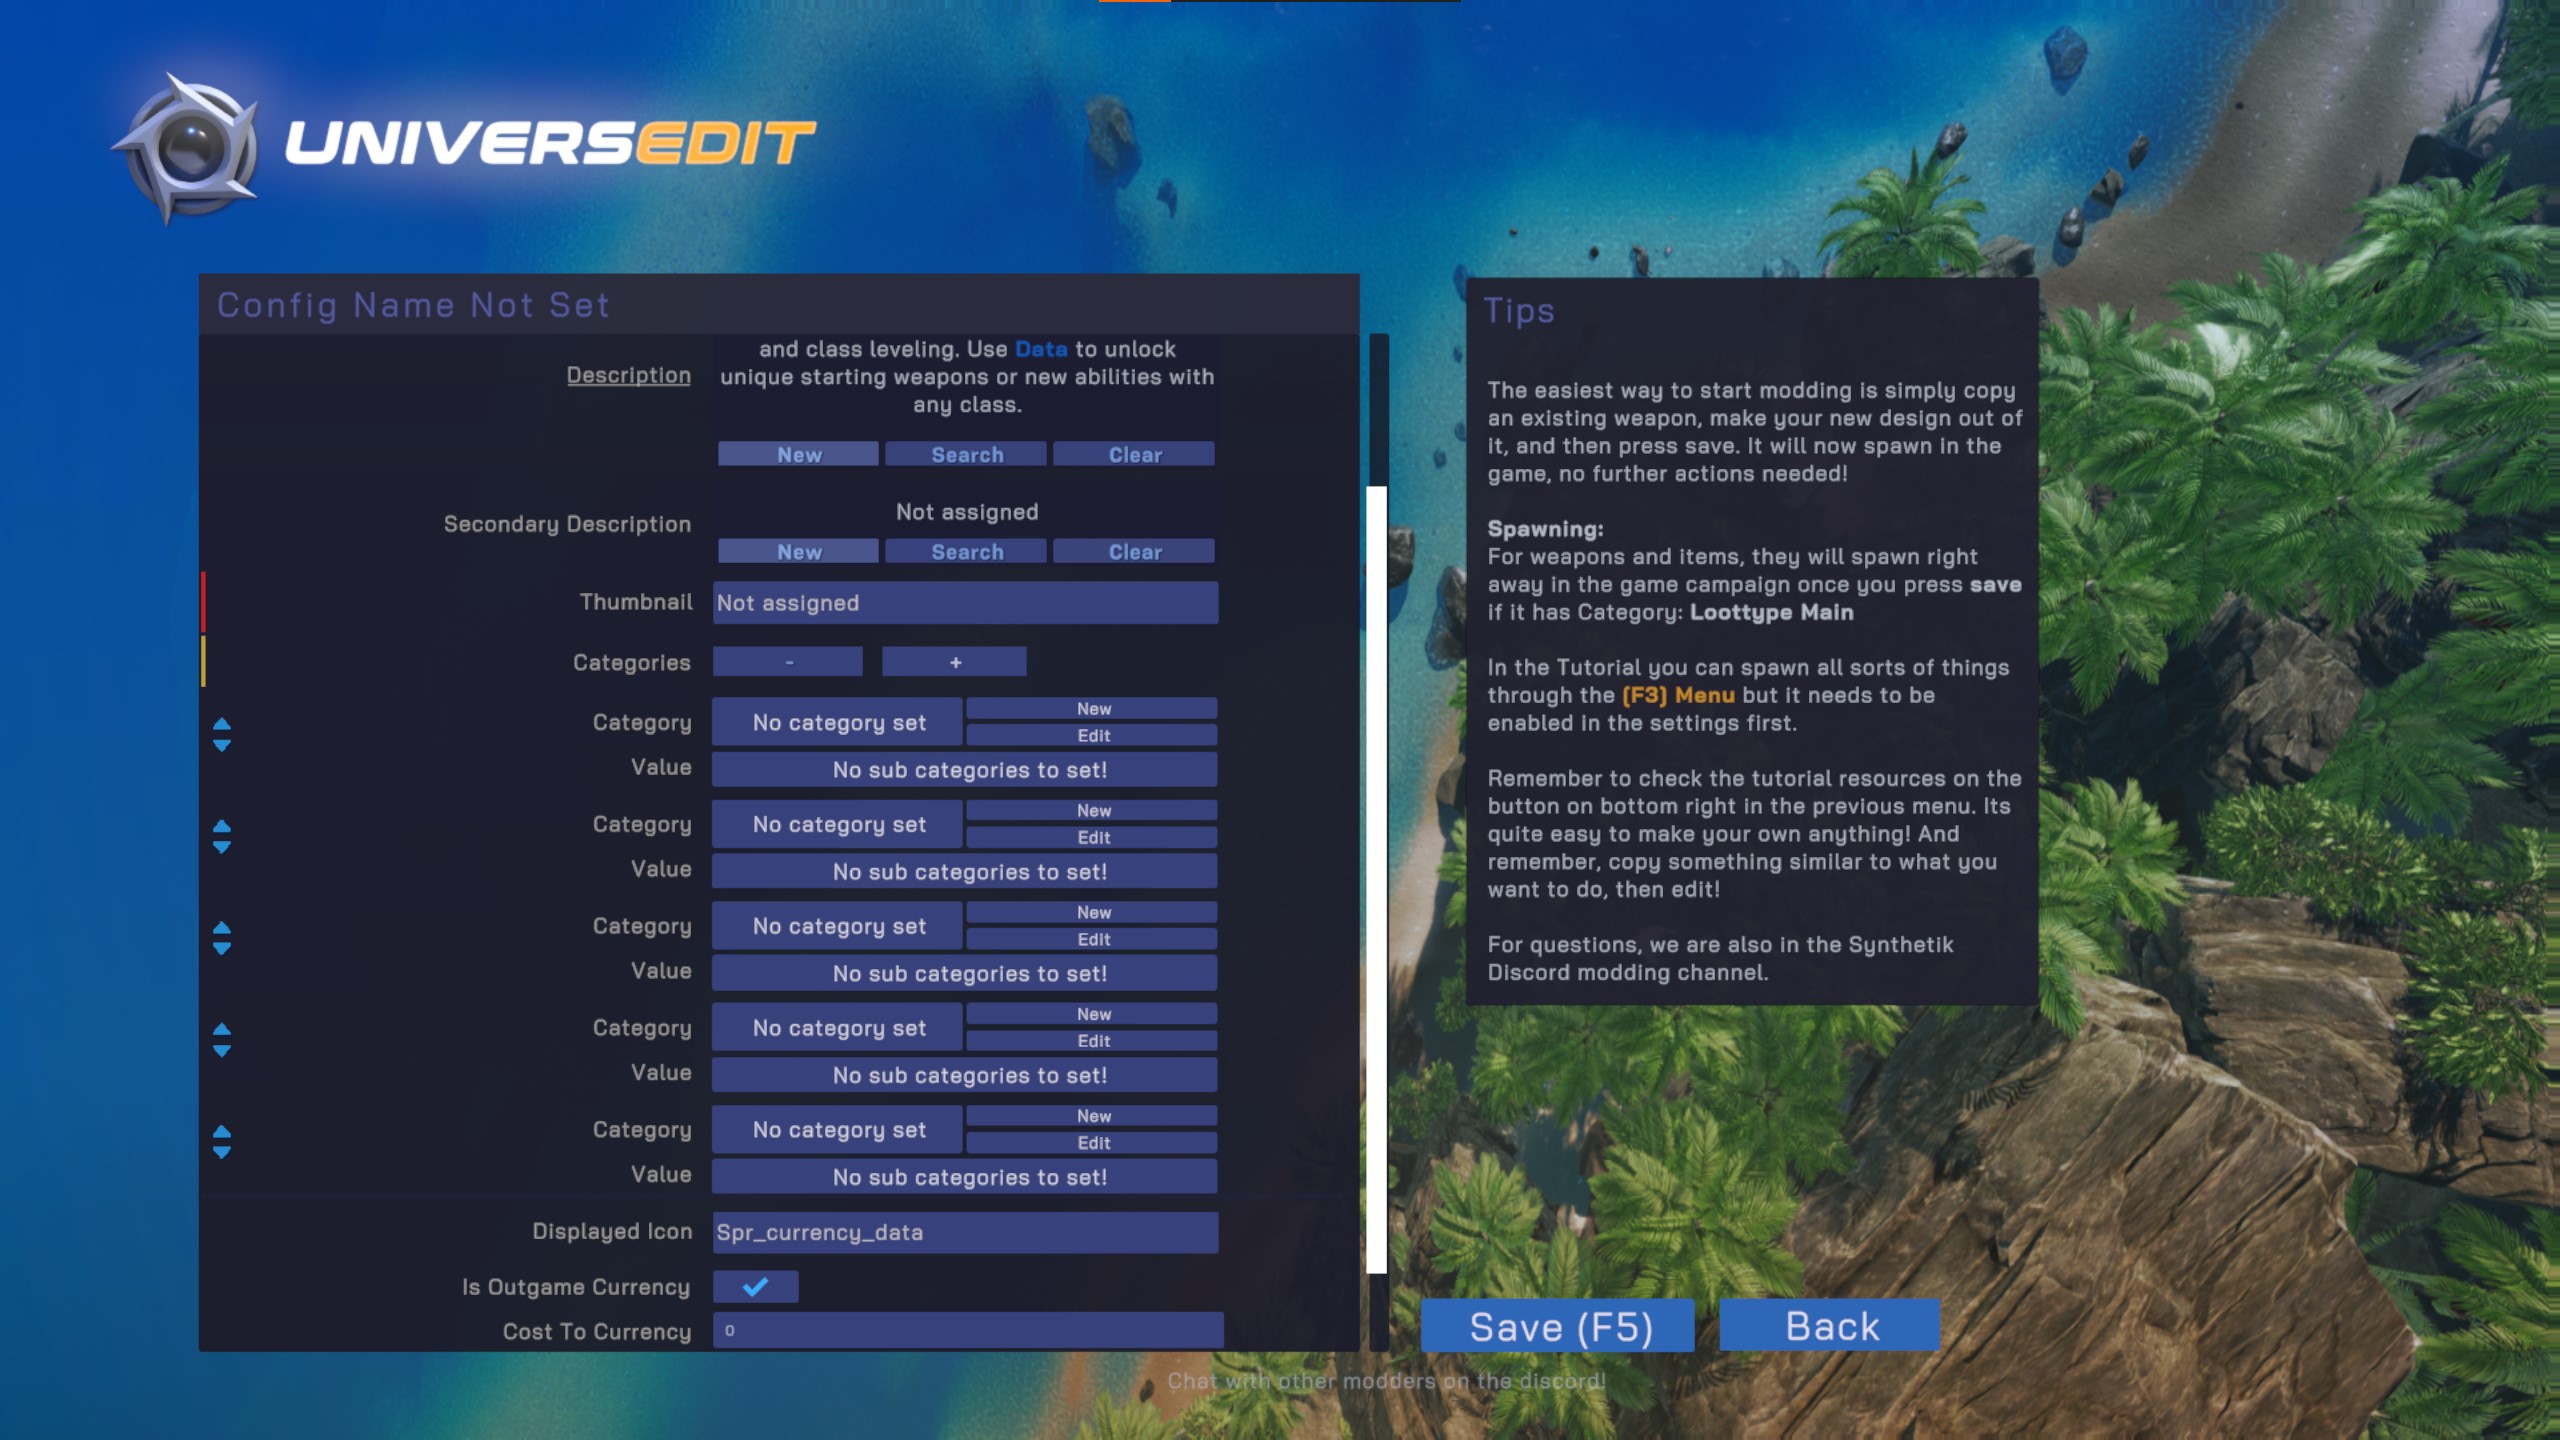 UNIVERSEDIT
Config Name Not Set
Description
and class leveling. Use Data to unlock
unique starting weapons or new abilities with
any class.
New Search Clear
Secondary Description
Not assigned
New Search Clear
Thumbnail Not assigned
Categories - +
Category No category set New
Edit
Value No sub categories to set!
Category No category set New
Edit
Value No sub categories to set!
Category No category set New
Edit
Value No sub categories to set!
Category No category set New
Edit
Value No sub categories to set!
Category No category set New
Edit
Value No sub categories to set!
Displayed Icon Spr_currency_data
Is Outgame Currency
Cost To Currency 0
Tips
The easiest way to start modding is simply copy
an existing weapon, make your new design out of
it, and then press save. It will now spawn in the
game, no further actions needed!
Spawning:
For weapons and items, they will spawn right
away in the game campaign once you press save
if it has Category: Loottype Main
In the Tutorial you can spawn all sorts of things
through the (F3) Menu but it needs to be
enabled in the settings first.
Remember to check the tutorial resources on the
button on bottom right in the previous menu. Its
quite easy to make your own anything! And
remember, copy something similar to what you
want to do, then edit!
For questions, we are also in the Synthetik
Discord modding channel.
Save (F5) Back
Chat with other modders on the discord!